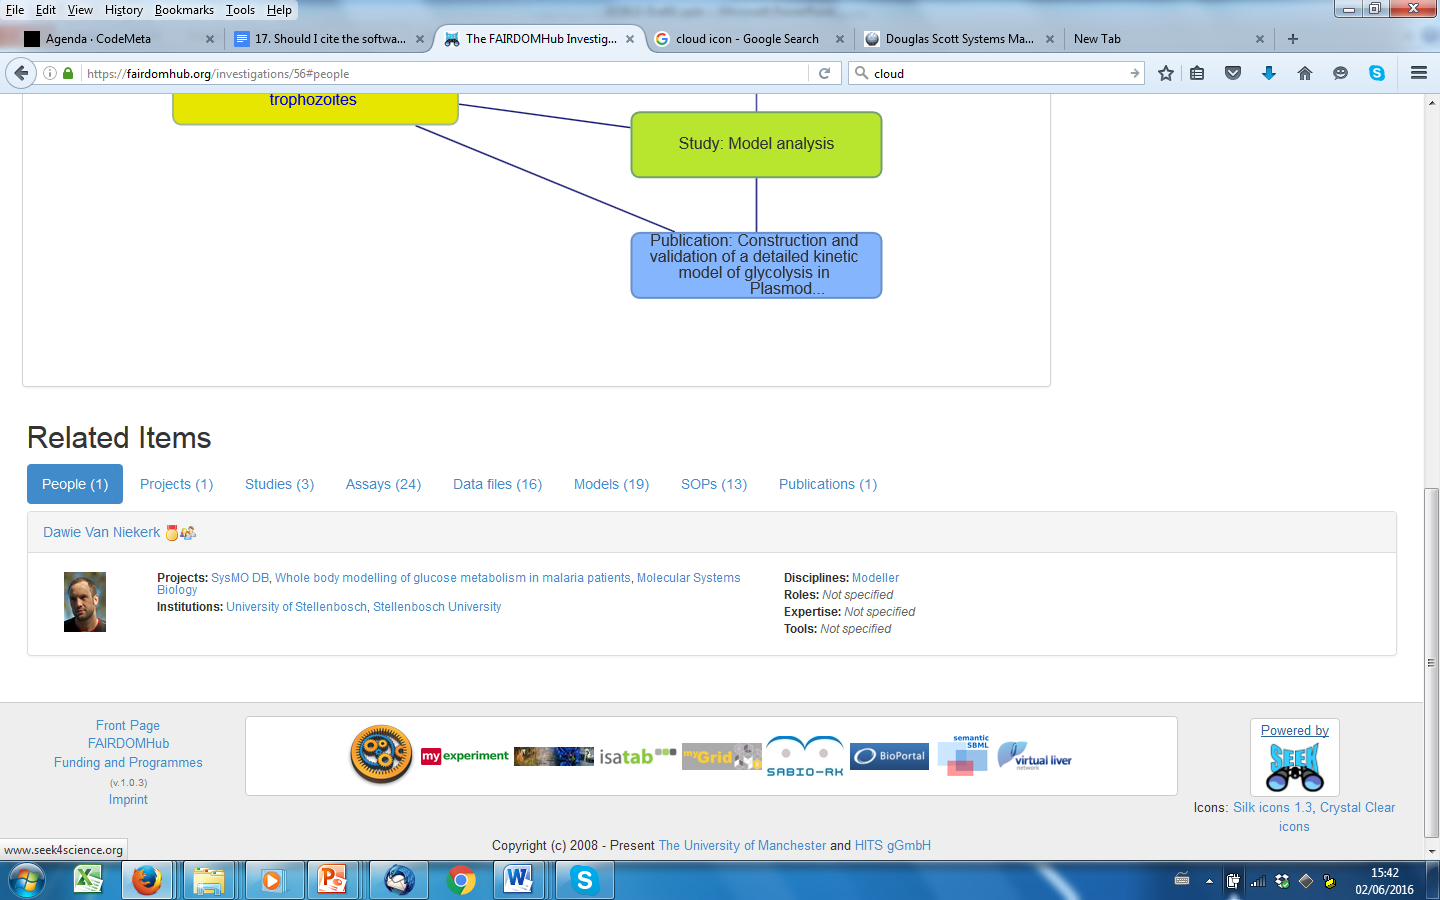 File Edit View History Bookmarks Tools Help
Agenda · CodeMeta
17. Should I cite the softwa...
The FAIRDOMHub Investig...
cloud icon - Google Search
Douglas Scott Systems Ma...
New Tab
https://fairdomhub.org/investigations/56#people
cloud
trophozoites
Study: Model analysis
Publication: Construction and
validation of a detailed kinetic
model of glycolysis in
Plasmod...
Related Items
People (1) Projects (1) Studies (3) Assays (24) Data files (16) Models (19) SOPs (13) Publications (1)
Dawie Van Niekerk
Projects: SysMO DB, Whole body modelling of glucose metabolism in malaria patients, Molecular Systems
Biology
Institutions: University of Stellenbosch, Stellenbosch University
Disciplines: Modeller
Roles: Not specified
Expertise: Not specified
Tools: Not specified
Front Page
FAIRDOMHub
Funding and Programmes
(v.1.0.3)
Imprint
my experiment
isatab
myGrid
SABIO-RK
BioPortal
semantic
SBML
virtual liver
network
Powered by
SEEK
Icons: Silk icons 1.3, Crystal Clear
icons
Copyright (c) 2008 - Present The University of Manchester and HITS gGmbH
www.seek4science.org
15:42
02/06/2016